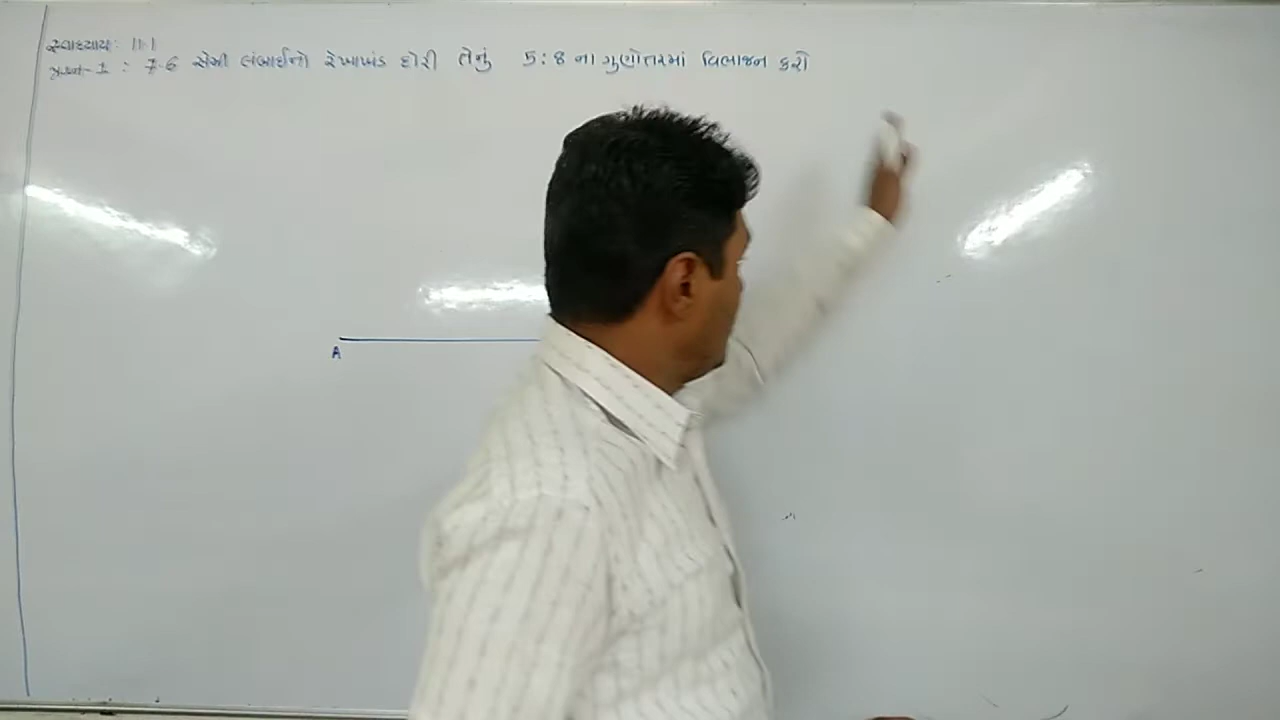 સ્વાધ્યાય: 11.1
પ્રશ્ન-1 : 7.6 સેમી લંબાઈનો રેખાખંડ દોરી તેનું 5:8 ના ગુણોતરમાં વિભાજન કરો
A